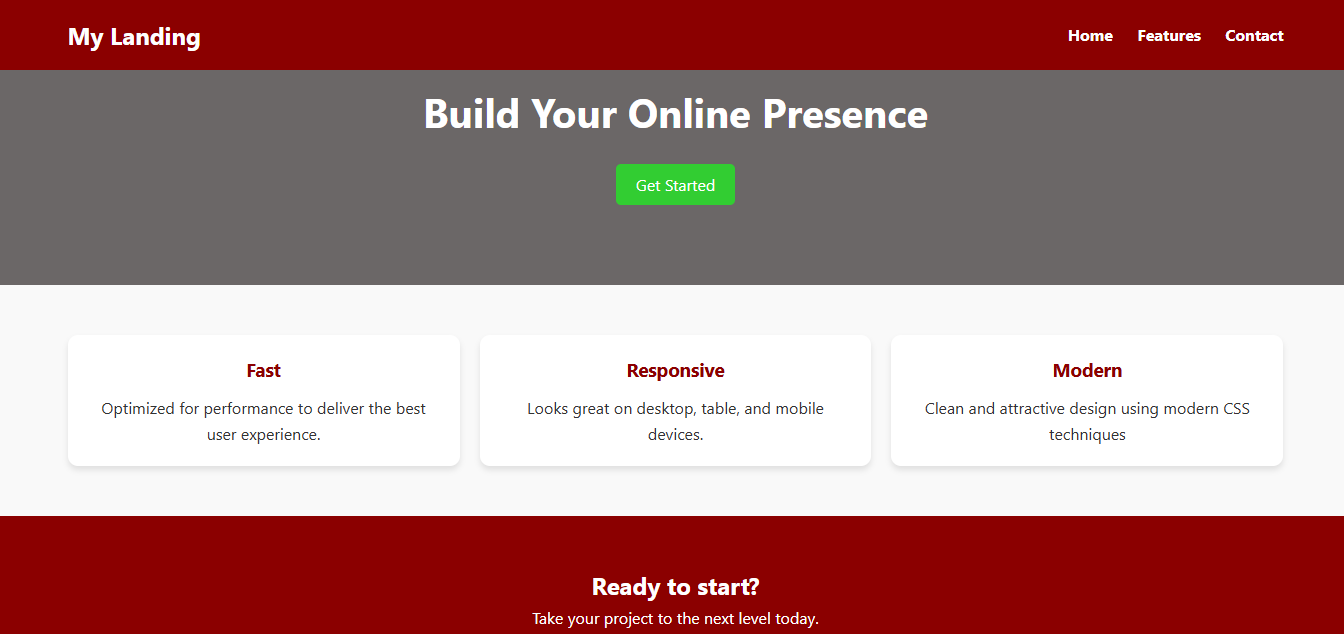 My Landing
Home Features Contact
Build Your Online Presence
Get Started
Fast
Optimized for performance to deliver the best
user experience.
Responsive
Looks great on desktop, table, and mobile
devices.
Modern
Clean and attractive design using modern CSS
techniques
Ready to start?
Take your project to the next level today.